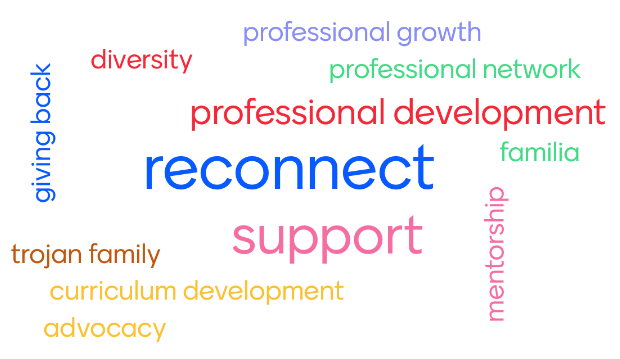 professional growth
diversity
professional network
giving back
professional development
familia
reconnect
mentorship
support
trojan family
curriculum development
advocacy